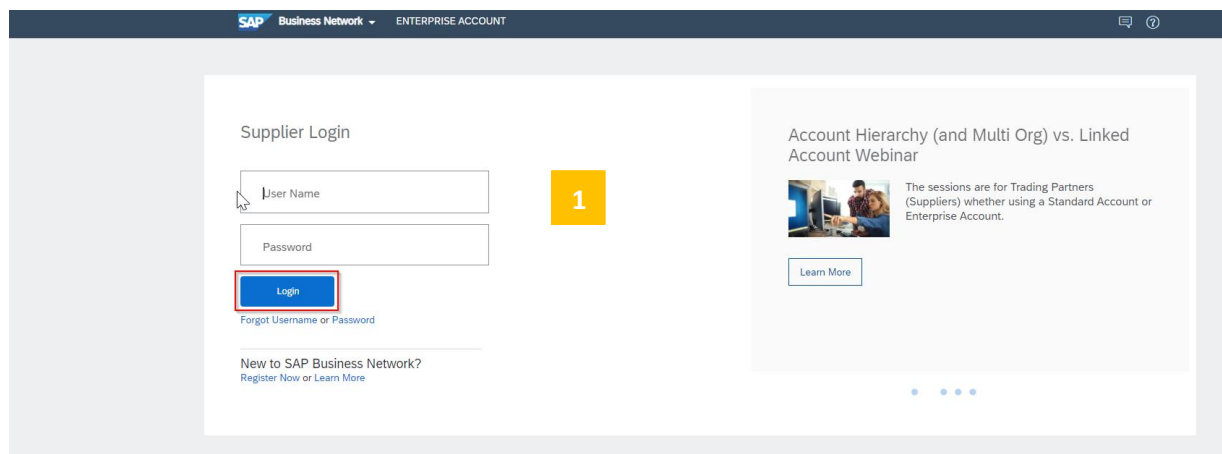 SAP Business Network ENTERPRISE ACCOUNT
Supplier Login
User Name
1
Password
Login
Forgot Username or Password
New to SAP Business Network?
Register Now or Learn More
Account Hierarchy (and Multi Org) vs. Linked
Account Webinar
The sessions are for Trading Partners
(Suppliers) whether using a Standard Account or
Enterprise Account.
Learn More